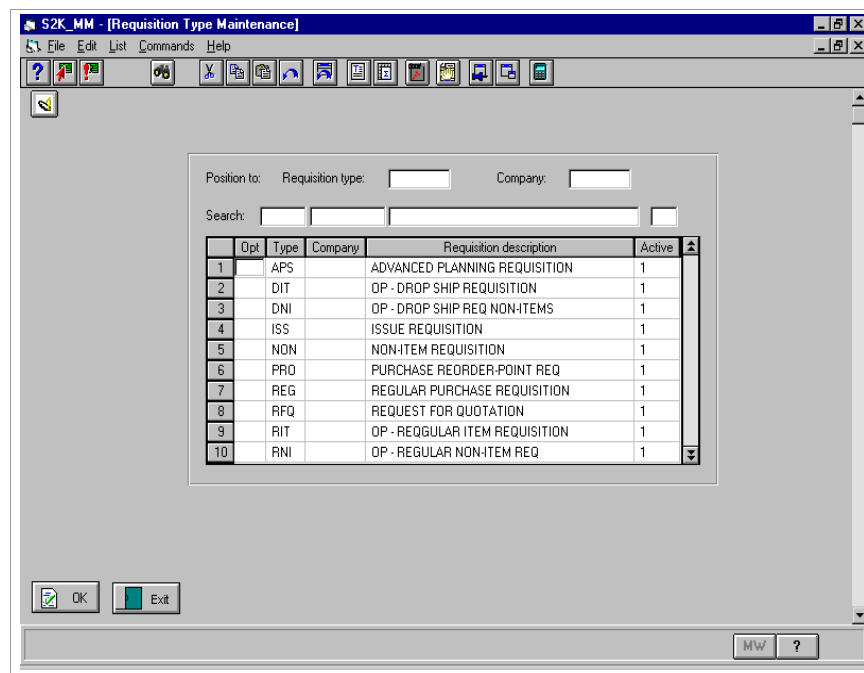 S2K_MM - [Requisition Type Maintenance]
File Edit List Commands Help
Position to: Requisition type: Company:
Search:
Opt Type Company Requisition description Active
1 APS ADVANCED PLANNING REQUISITION 1
2 DIT OP - DROP SHIP REQUISITION 1
3 DNI OP - DROP SHIP REQ NON-ITEMS 1
4 ISS ISSUE REQUISITION 1
5 NON NON-ITEM REQUISITION 1
6 PRO PURCHASE REORDER-POINT REQ 1
7 REG REGULAR PURCHASE REQUISITION 1
8 RFQ REQUEST FOR QUOTATION 1
9 RIT OP - REQGULAR ITEM REQUISITION 1
10 RNI OP - REGULAR NON-ITEM REQ 1
OK Exit
MW ?